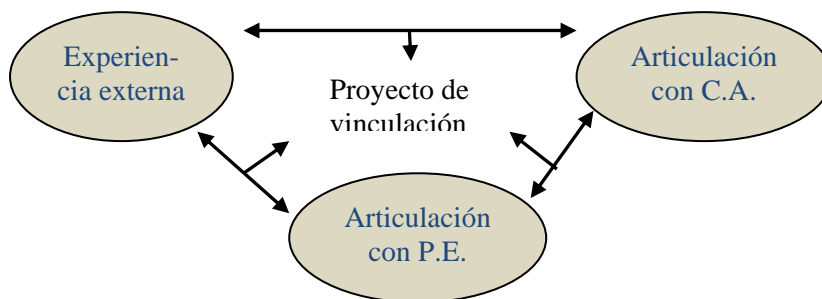 Experien-
cia externa
Proyecto de
vinculación
Articulación
con C.A.
Articulación
con P.E.